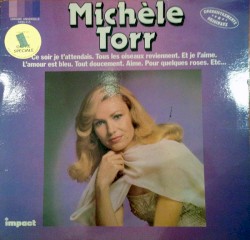 Michèle
Torr
Ce soir je t'attendais. Tous les oiseaux reviennent. Et je t'aime.
L'amour est bleu. Tout doucement. Aime. Pour quelques roses. Etc...
impact